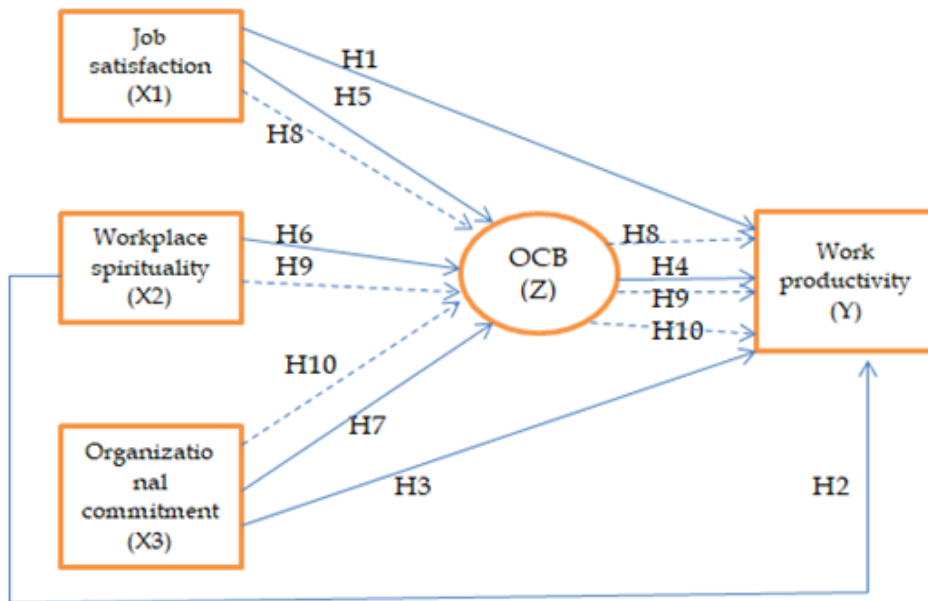 Job
satisfaction
(X1)
H1
H5
H8
Workplace
spirituality
(X2)
H6
H9
OCB
(Z)
H8
H4
H9
H10
Work
productivity
(Y)
H10
H7
H3
H2
Organizatio
nal
commitment
(X3)